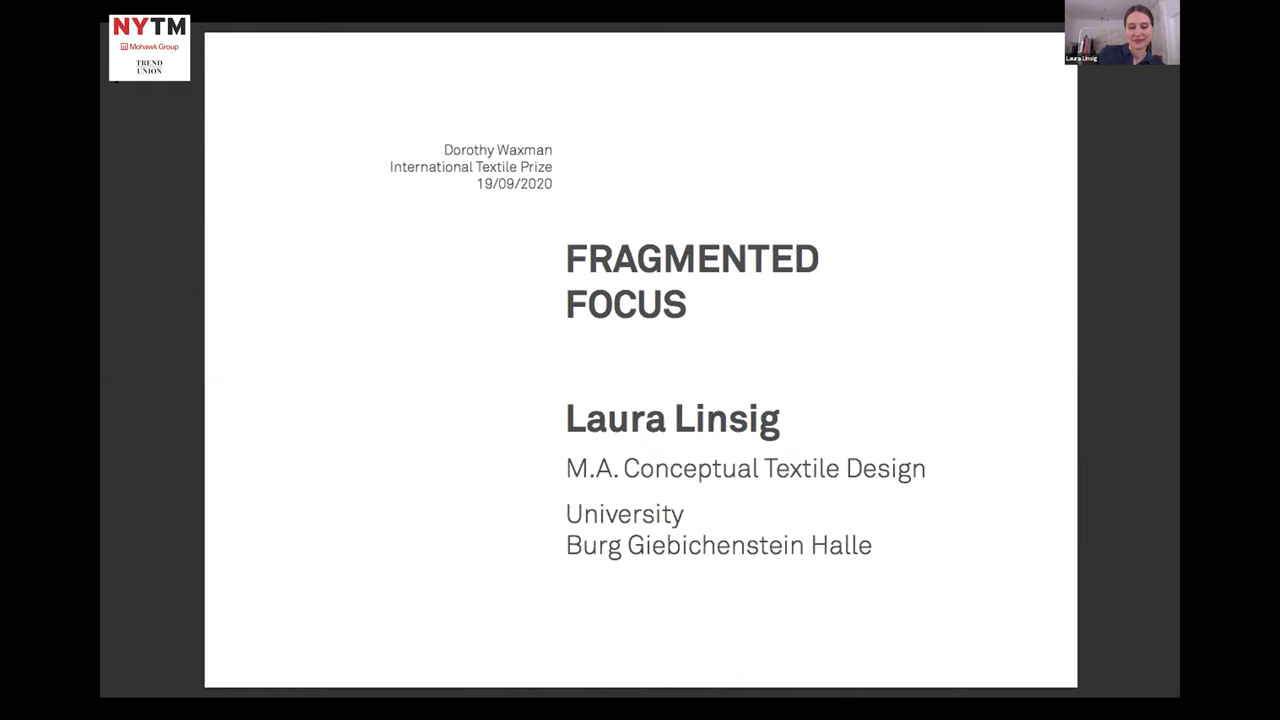 NYTM
Mohawk Group
TREND
UNION
Laura Linsig
Dorothy Waxman
International Textile Prize
19/09/2020
FRAGMENTED
FOCUS
Laura Linsig
M.A. Conceptual Textile Design
University
Burg Giebichenstein Halle